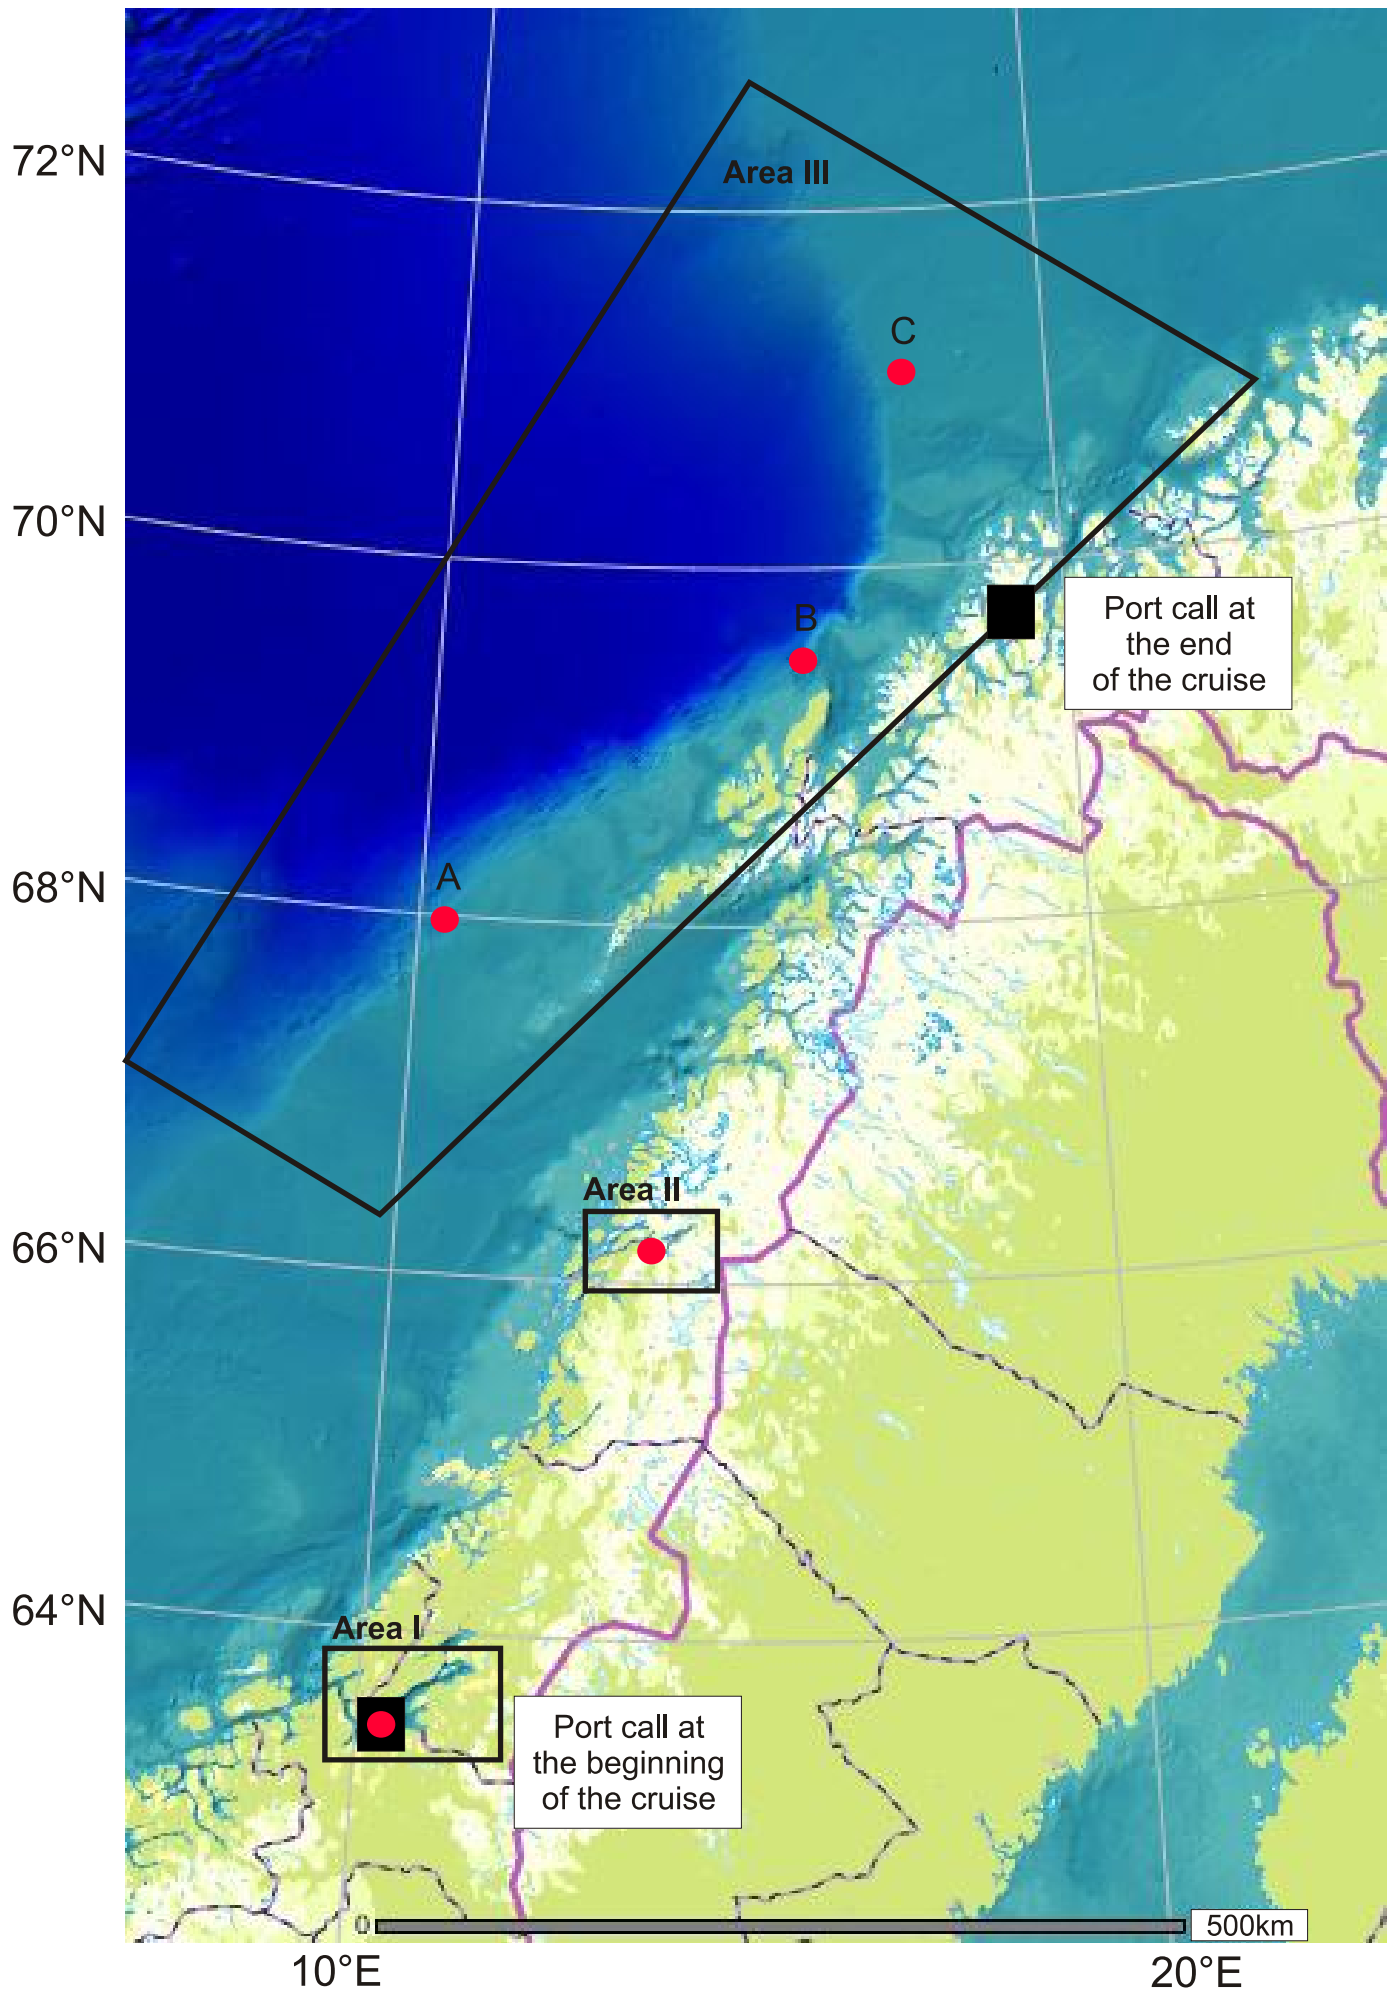 72°N
Area III
C
70°N
Port call at
the end
of the cruise
B
68°N
A
66°N
Area II
64°N
Area I
Port call at
the beginning
of the cruise
0
500km
10°E
20°E